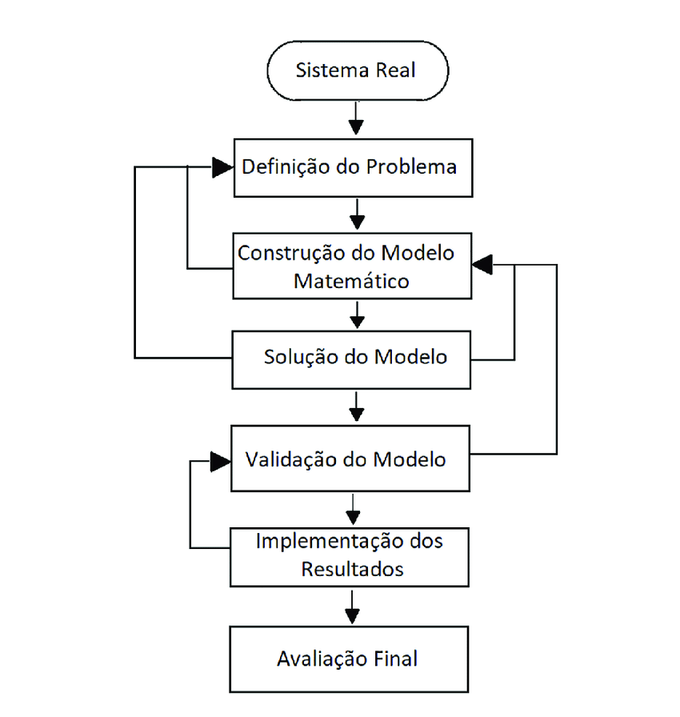 Sistema Real
Definição do Problema
Construção do Modelo
Matemático
Solução do Modelo
Validação do Modelo
Implementação dos
Resultados
Avaliação Final